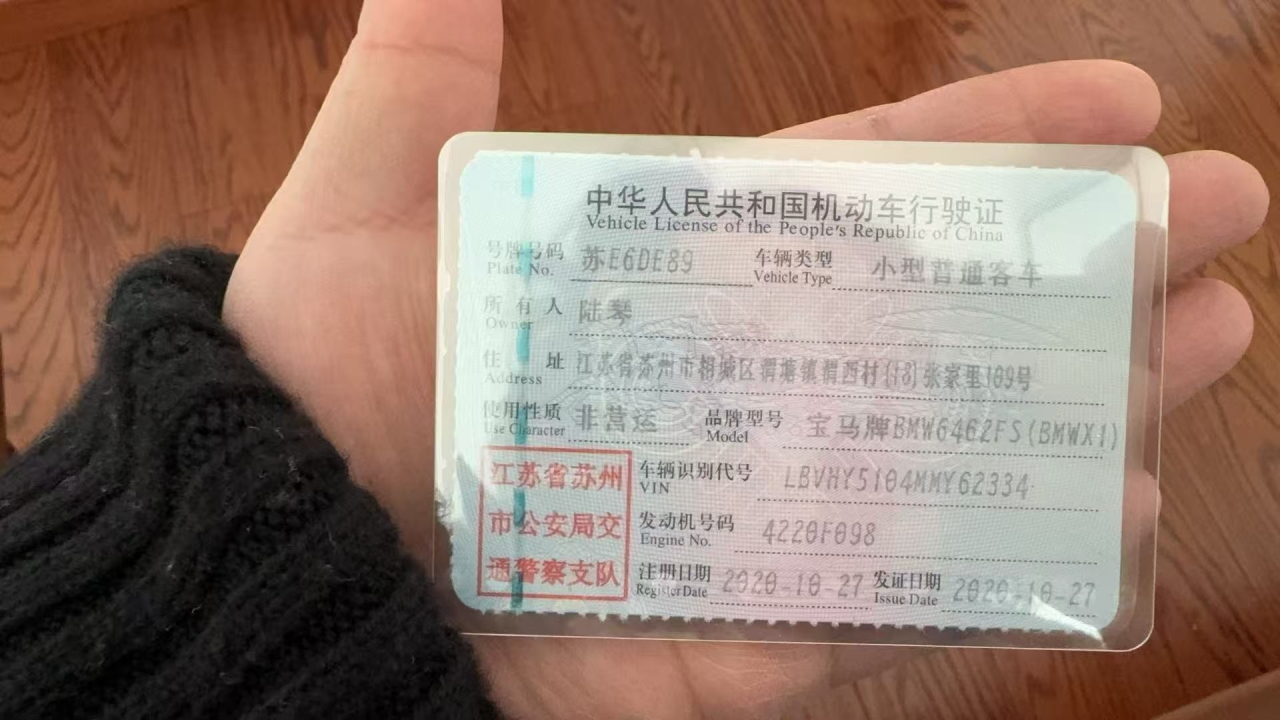 中华人民共和国机动车行驶证
Vehicle License of the People's Republic of China
号牌号码 苏E6DE89 车辆类型 小型普通客车
Plate No. Vehicle Type
所有人 陆琴
Owner
住址 江苏省苏州市相城区渭塘镇渭西村(18)张家里109号
Address
使用性质 非营运 品牌型号 宝马牌BMW6462FS(BMWX1)
Use Character Model
江苏省苏州
市公安局交
通警察支队
车辆识别代号 LBVHY5104MMY62334
VIN
发动机号码 4220F098
Engine No.
注册日期 2020-10-27 发证日期 2020-10-27
Register Date Issue Date